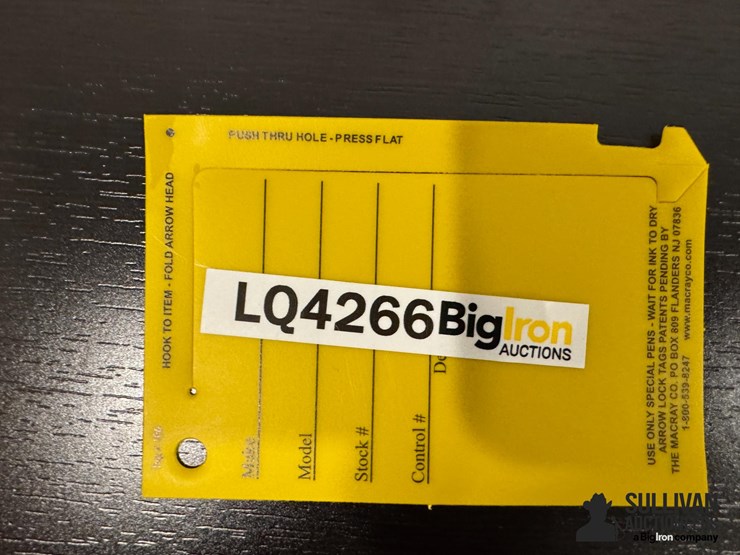 PUSH THRU HOLE - PRESS FLAT
HOOK TO ITEM - FOLD ARROW HEAD
LQ4266 BigIron
AUCTIONS
Make
Model
Stock #
Control #
De
USE ONLY SPECIAL PENS - WAIT FOR INK TO DRY
ARROW LOCK TAGS PATENTS PENDING BY
THE MACRAY CO. PO BOX 809 FLANDERS NJ 07836
1-800-539-8247 www.macrayco.com
SULLIVAN
a BigIron company